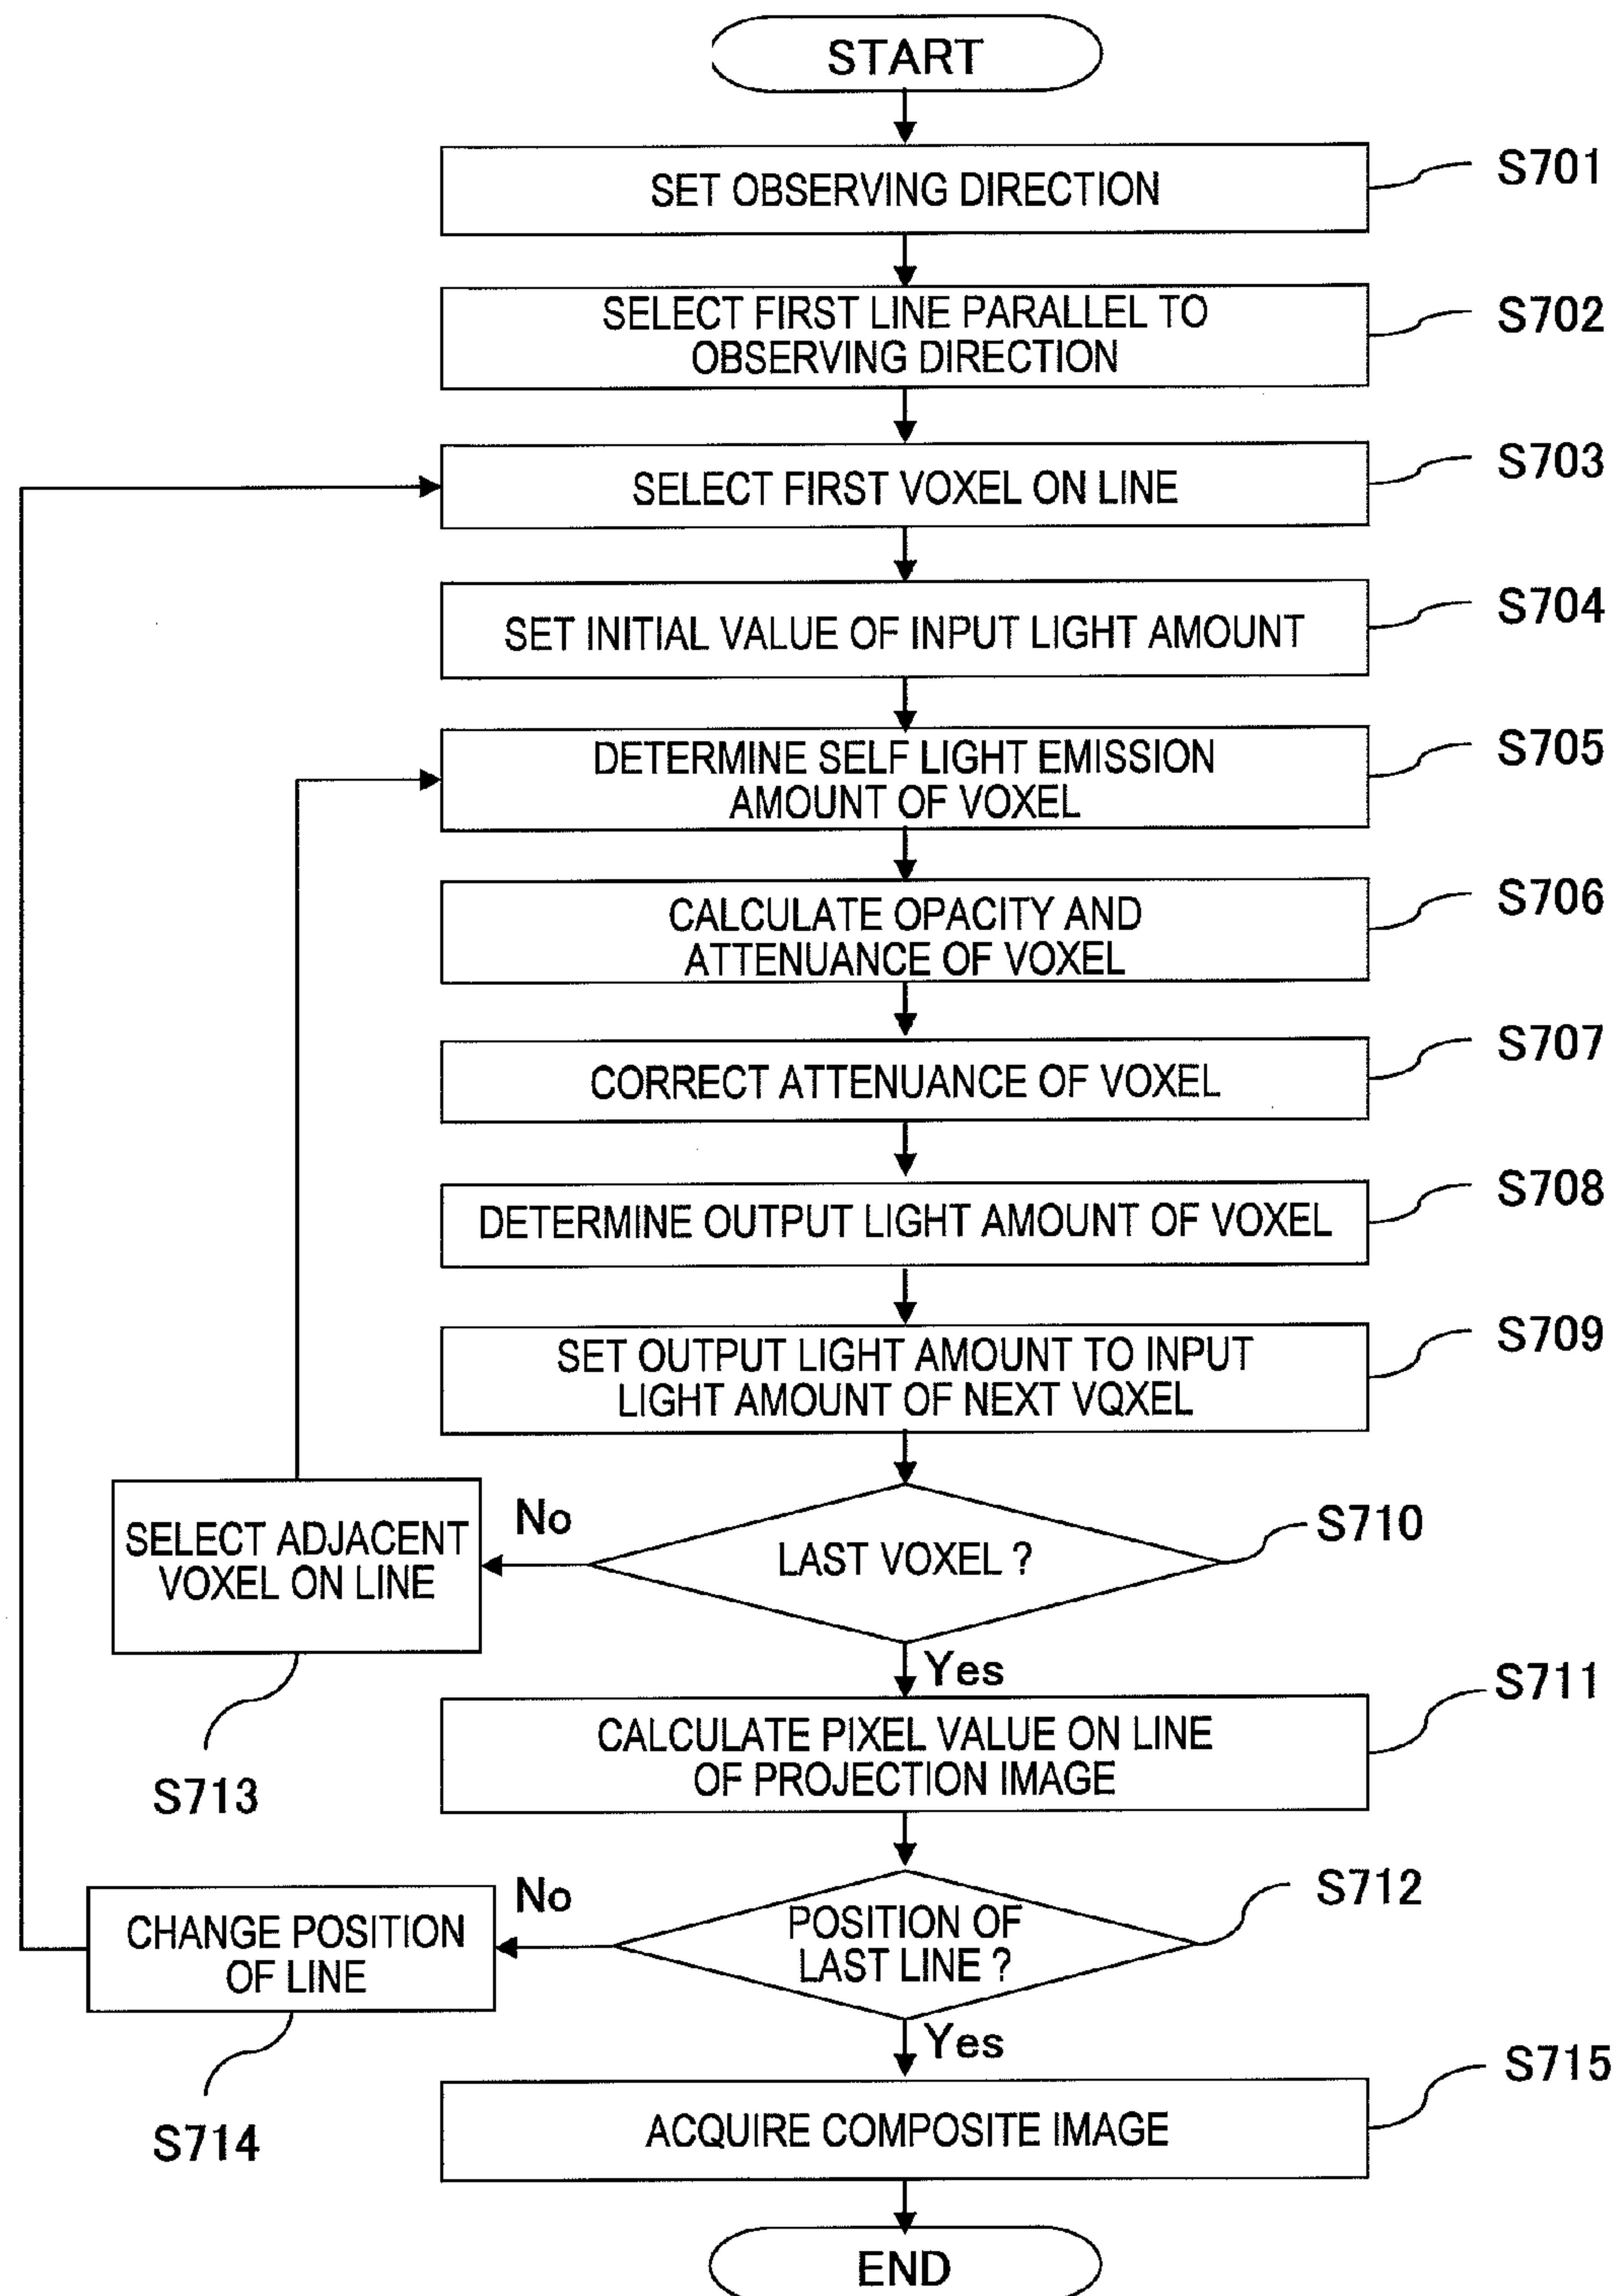 START
SET OBSERVING DIRECTION
S701
SELECT FIRST LINE PARALLEL TO
OBSERVING DIRECTION
S702
SELECT FIRST VOXEL ON LINE
S703
SET INITIAL VALUE OF INPUT LIGHT AMOUNT
S704
DETERMINE SELF LIGHT EMISSION
AMOUNT OF VOXEL
S705
CALCULATE OPACITY AND
ATTENUANCE OF VOXEL
S706
CORRECT ATTENUANCE OF VOXEL
S707
DETERMINE OUTPUT LIGHT AMOUNT OF VOXEL
S708
SET OUTPUT LIGHT AMOUNT TO INPUT
LIGHT AMOUNT OF NEXT VQXEL
S709
LAST VOXEL ?
S710
No
SELECT ADJACENT
VOXEL ON LINE
S713
Yes
CALCULATE PIXEL VALUE ON LINE
OF PROJECTION IMAGE
S711
POSITION OF
LAST LINE ?
S712
No
CHANGE POSITION
OF LINE
S714
Yes
ACQUIRE COMPOSITE IMAGE
S715
END